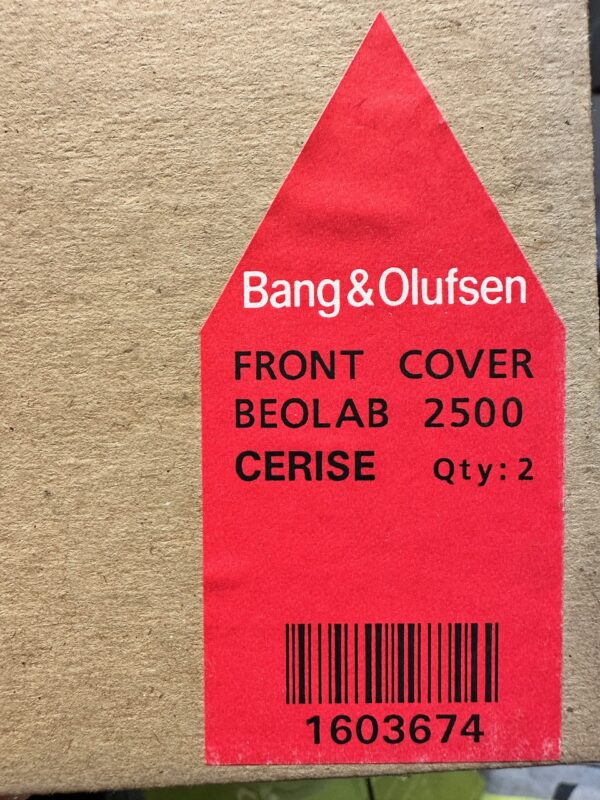 Bang & Olufsen
FRONT COVER
BEOLAB 2500
CERISE Qty: 2
1603674